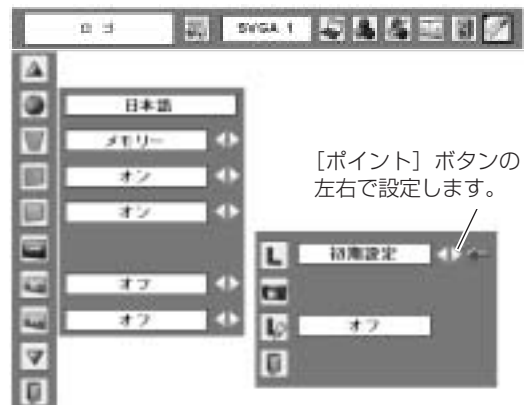 ロゴ
SVGA 1
日本語
メモリー
オン
オン
オフ
オフ
［ポイント］ボタンの
左右で設定します。
初期設定
オフ